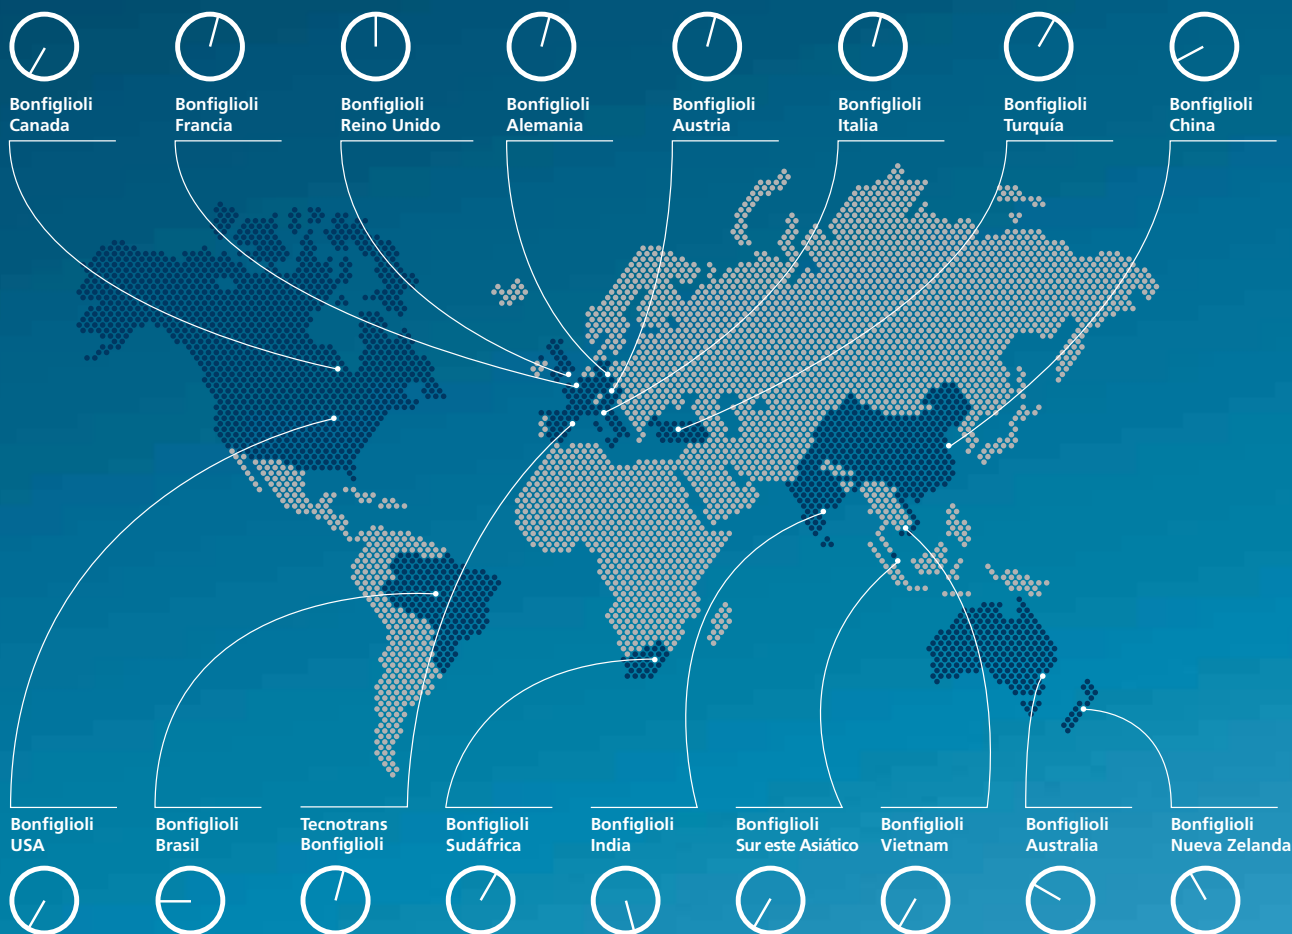 Bonfiglioli
Canada
Bonfiglioli
Francia
Bonfiglioli
Reino Unido
Bonfiglioli
Alemania
Bonfiglioli
Austria
Bonfiglioli
Italia
Bonfiglioli
Turquía
Bonfiglioli
China
Bonfiglioli
USA
Bonfiglioli
Brasil
Tecnotrans
Bonfiglioli
Bonfiglioli
Sudáfrica
Bonfiglioli
India
Bonfiglioli
Sur este Asiático
Bonfiglioli
Vietnam
Bonfiglioli
Australia
Bonfiglioli
Nueva Zelanda